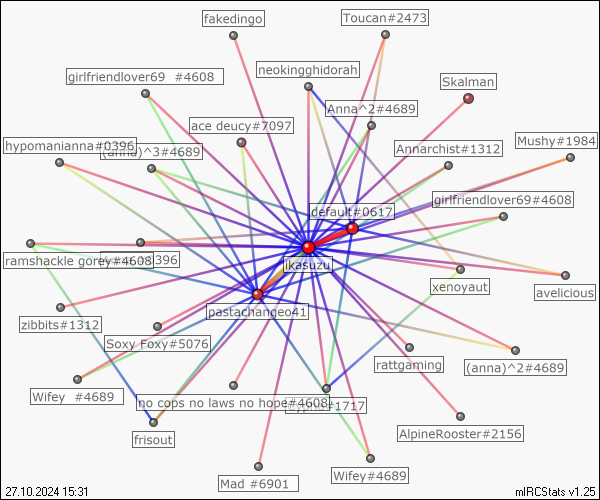 fakedingo
Toucan#2473
girlfriendlover69 #4608
neokingghidorah
Skalman
Anna^2#4689
ace deucy#7097
hypomanianna#0396
(anna)^3#4689
Annarchist#1312
Mushy#1984
girlfriendlover69#4608
default#0617
ramshackle gorey#4608
1396
ikasuzu
xenoyaut
avelicious
pastachangeo41
zibbits#1312
Soxy Foxy#5076
rattgaming
(anna)^2#4689
Wifey #4689
no cops no laws no hope#4608
#1717
frisout
AlpineRooster#2156
Mad #6901
Wifey#4689
27.10.2024 15:31
mIRCStats v1.25